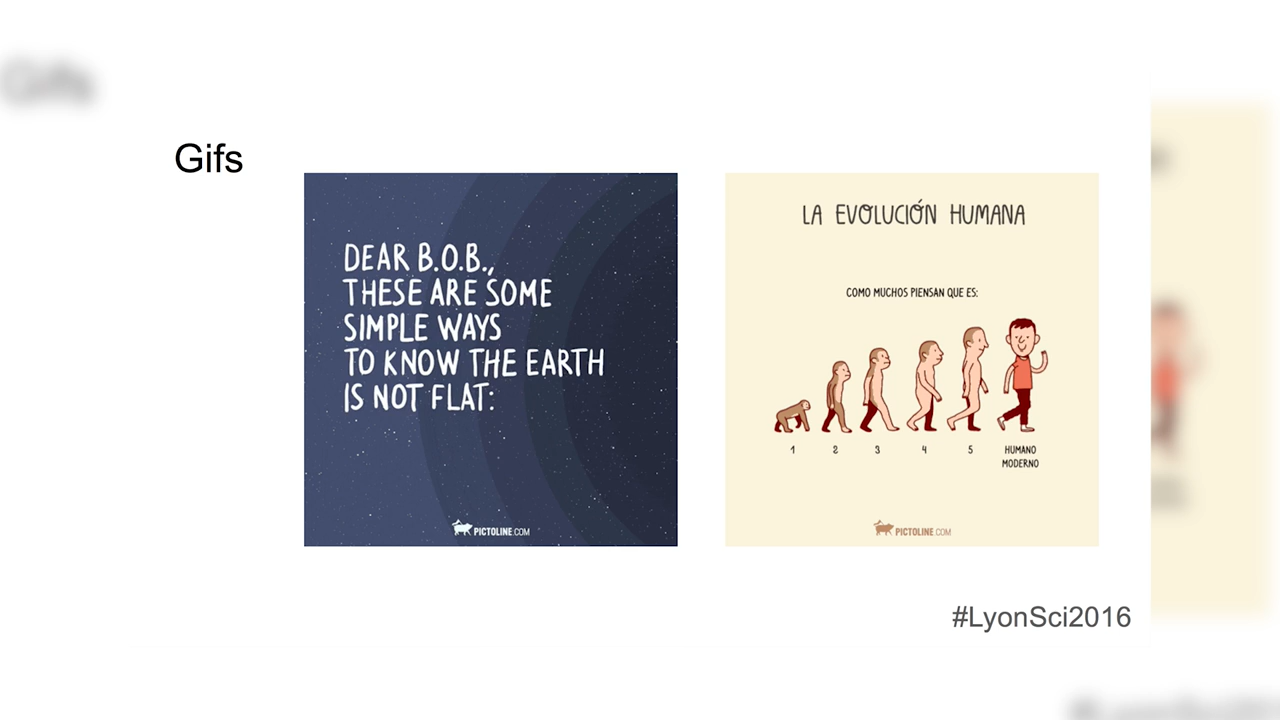 Gifs
DEAR B.O.B.,
THESE ARE SOME
SIMPLE WAYS
TO KNOW THE EARTH
IS NOT FLAT:
PICTOLINE.COM
LA EVOLUCIÓN HUMANA
COMO MUCHOS PIENSAN QUE ES:
1 2 3 4 5 HUMANO
MODERNO
PICTOLINE.COM
#LyonSci2016